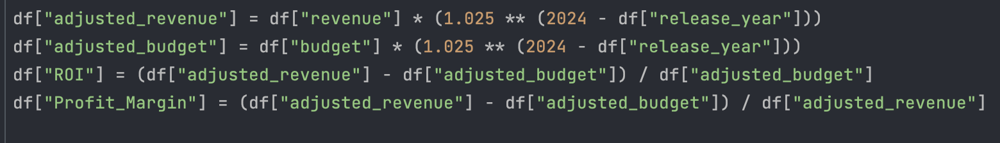 df["adjusted_revenue"] = df["revenue"] * (1.025 ** (2024 - df["release_year"]))
df["adjusted_budget"] = df["budget"] * (1.025 ** (2024 - df["release_year"]))
df["ROI"] = (df["adjusted_revenue"] - df["adjusted_budget"]) / df["adjusted_budget"]
df["Profit_Margin"] = (df["adjusted_revenue"] - df["adjusted_budget"]) / df["adjusted_revenue"]